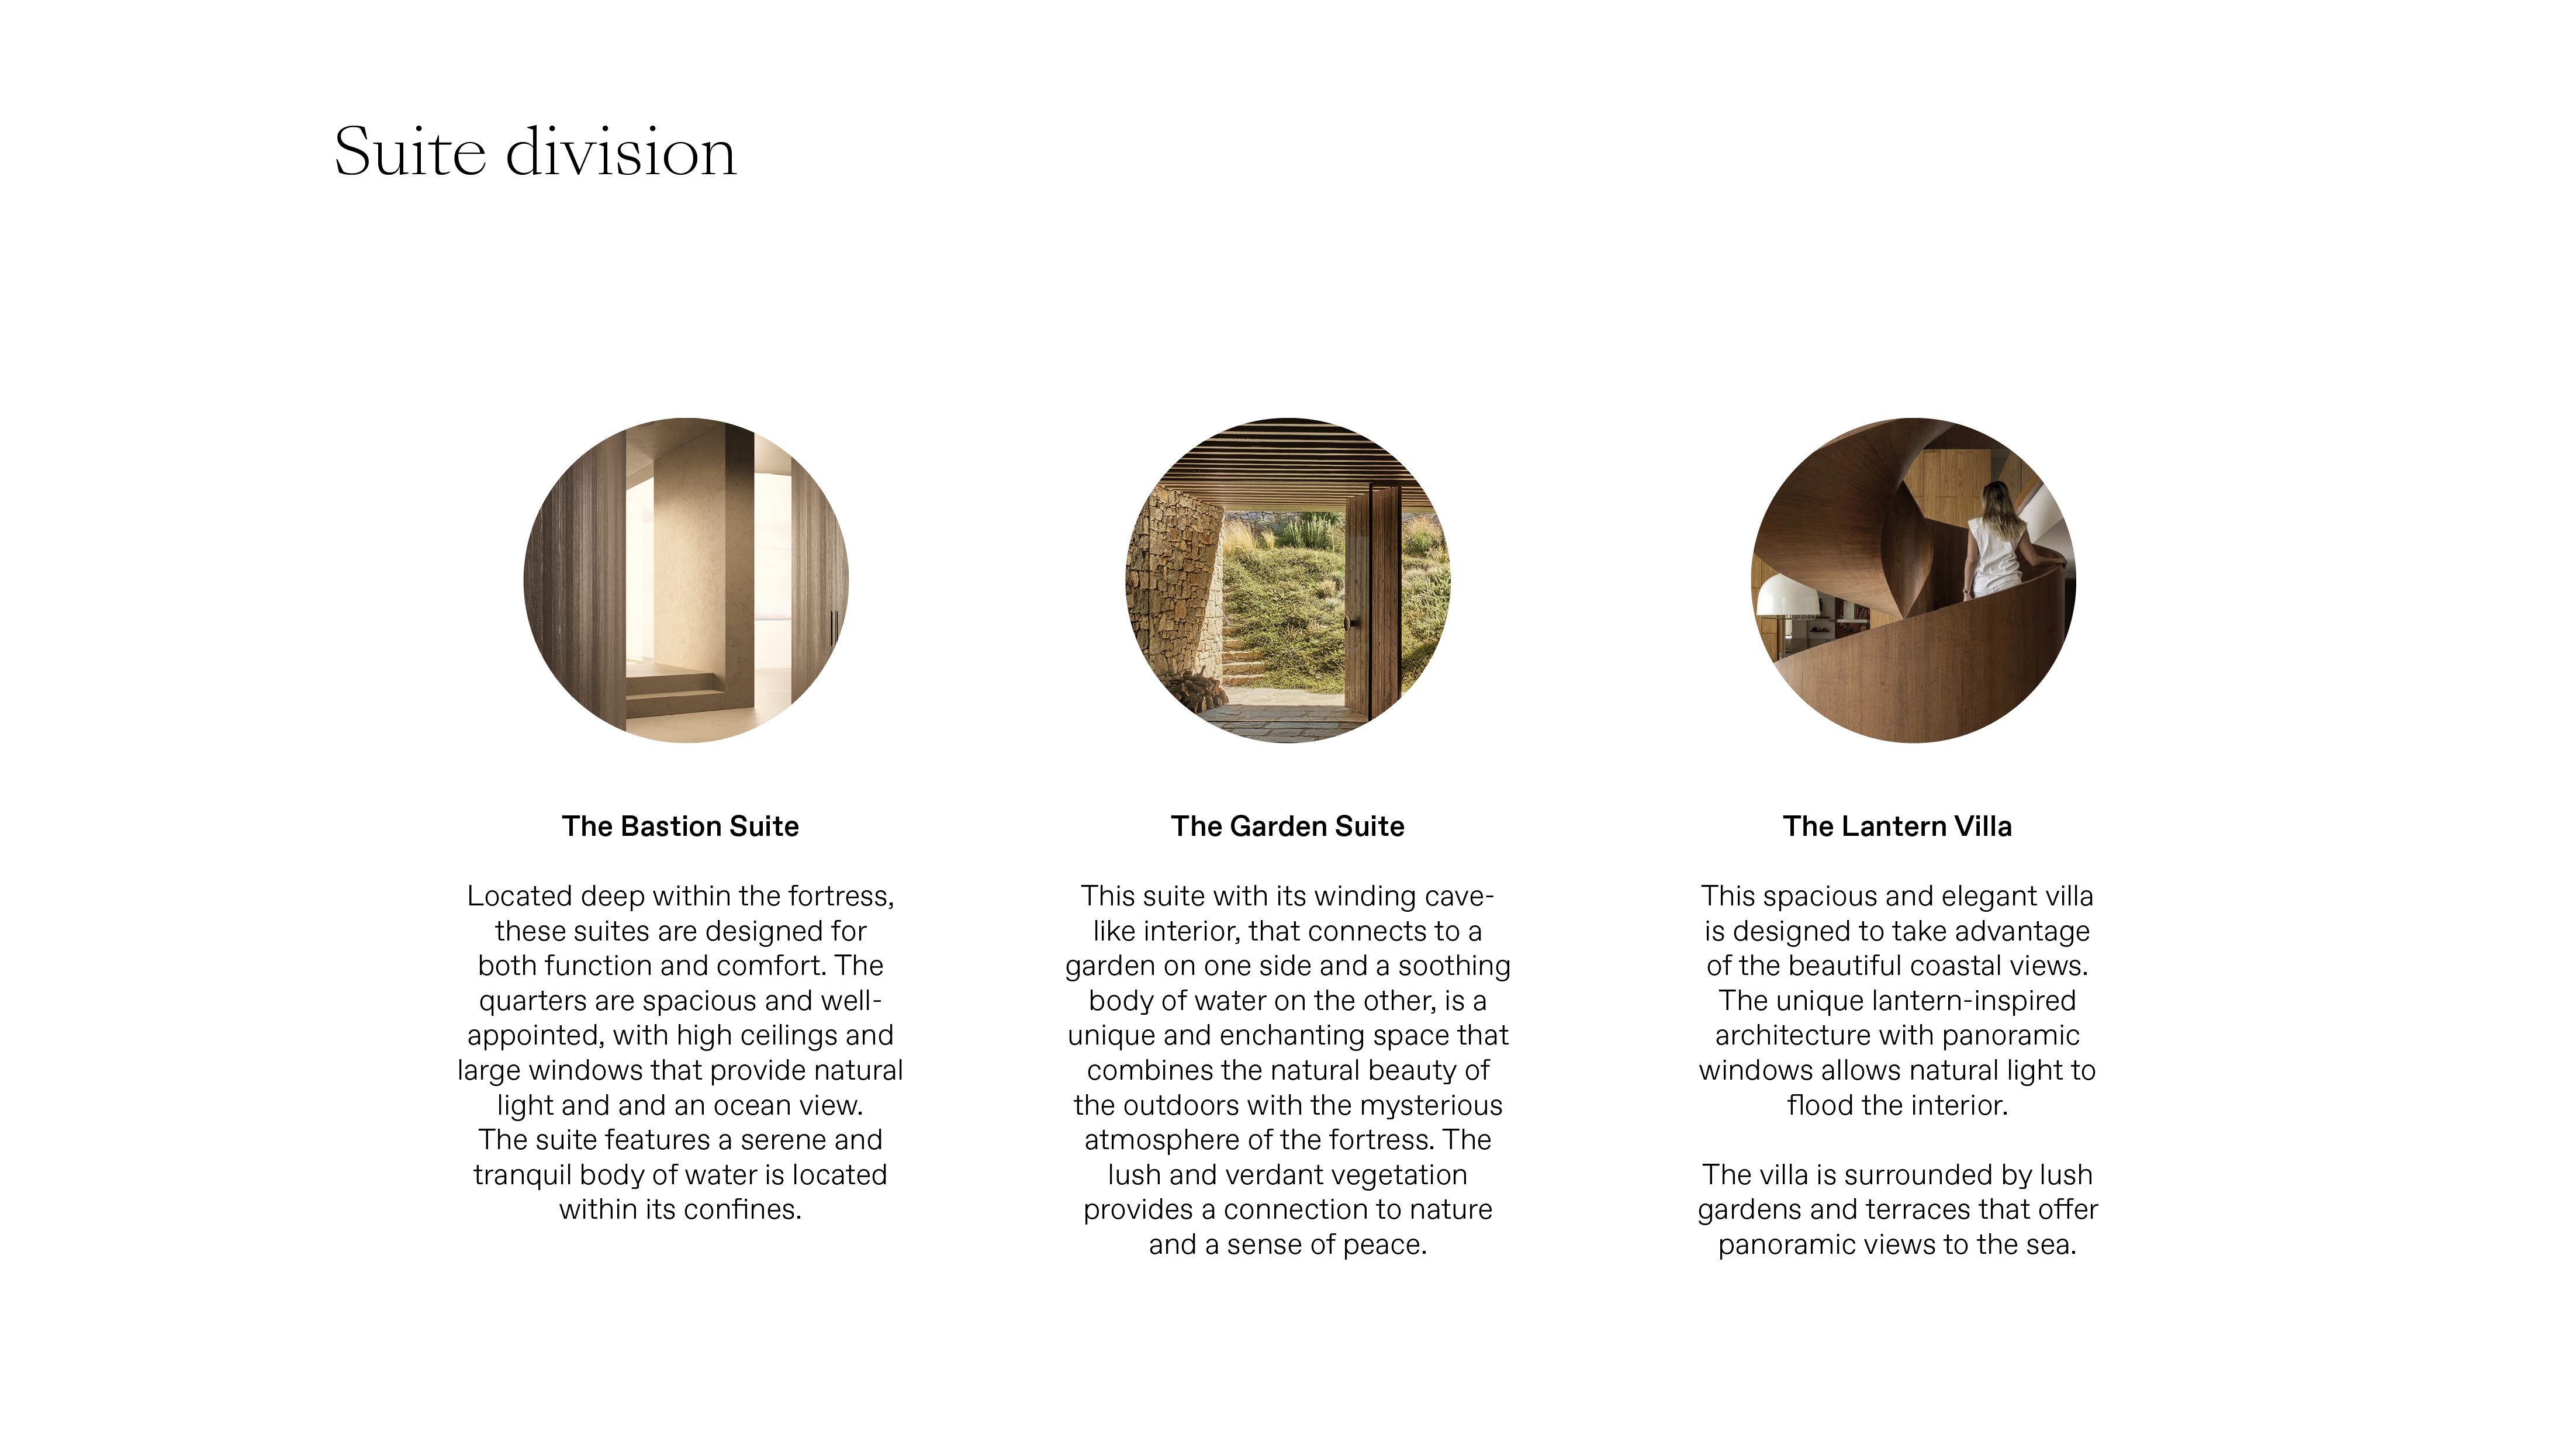 Suite division
The Bastion Suite
Located deep within the fortress,
these suites are designed for
both function and comfort. The
quarters are spacious and well-
appointed, with high ceilings and
large windows that provide natural
light and and an ocean view.
The suite features a serene and
tranquil body of water is located
within its confines.
The Garden Suite
This suite with its winding cave-
like interior, that connects to a
garden on one side and a soothing
body of water on the other, is a
unique and enchanting space that
combines the natural beauty of
the outdoors with the mysterious
atmosphere of the fortress. The
lush and verdant vegetation
provides a connection to nature
and a sense of peace.
The Lantern Villa
This spacious and elegant villa
is designed to take advantage
of the beautiful coastal views.
The unique lantern-inspired
architecture with panoramic
windows allows natural light to
flood the interior.
The villa is surrounded by lush
gardens and terraces that offer
panoramic views to the sea.